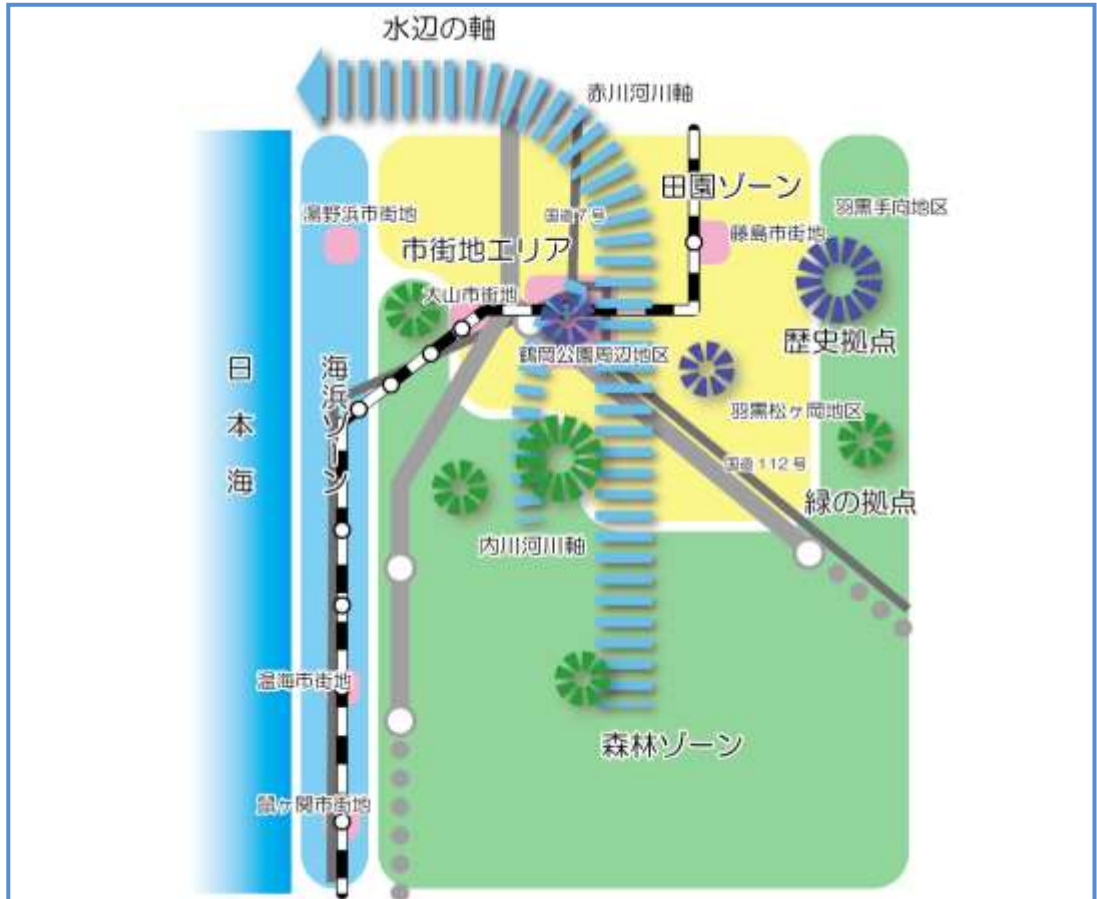 水辺の軸
赤川河川軸
田園ゾーン
羽黒手向地区
湯野浜市街地
国道7号
藤島市街地
市街地エリア
大山市街地
歴史拠点
鶴岡公園周辺地区
日本海
海浜ゾーン
羽黒松ヶ岡地区
国道112号
緑の拠点
内川河川軸
温海市街地
森林ゾーン
鼠ヶ関市街地